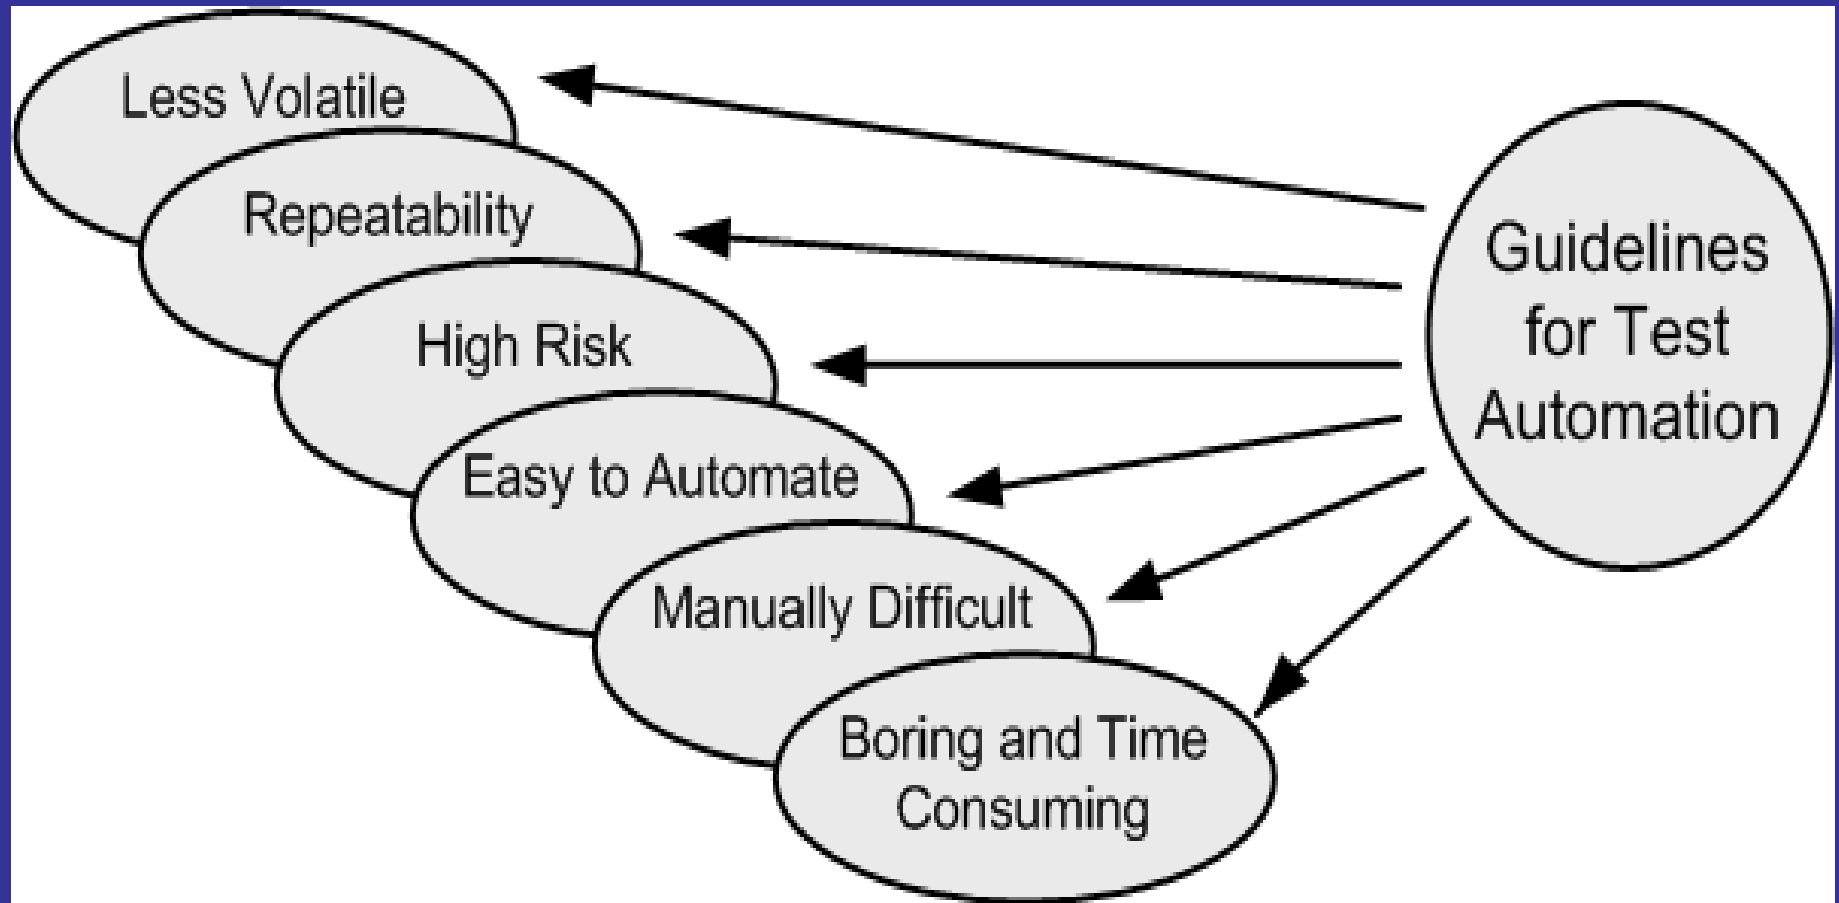 Less Volatile
Repeatability
High Risk
Easy to Automate
Manually Difficult
Boring and Time
Consuming
Guidelines
for Test
Automation